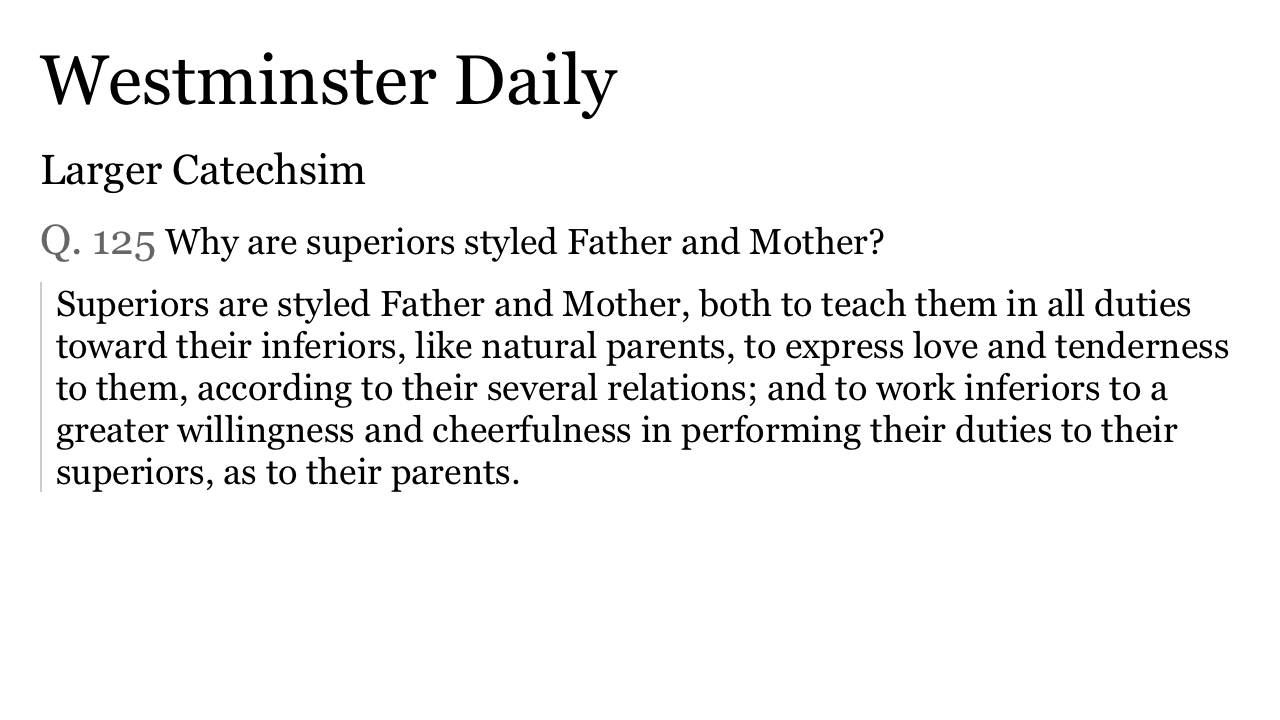 Westminster Daily
Larger Catechsim
Q. 125 Why are superiors styled Father and Mother?
Superiors are styled Father and Mother, both to teach them in all duties
toward their inferiors, like natural parents, to express love and tenderness
to them, according to their several relations; and to work inferiors to a
greater willingness and cheerfulness in performing their duties to their
superiors, as to their parents.